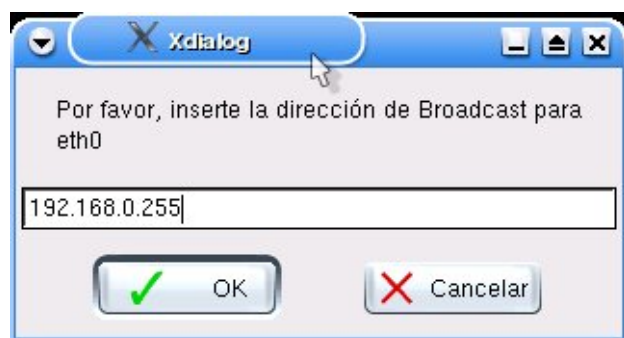 Xdialog
Por favor, inserte la dirección de Broadcast para
eth0
192.168.0.255
OK Cancelar